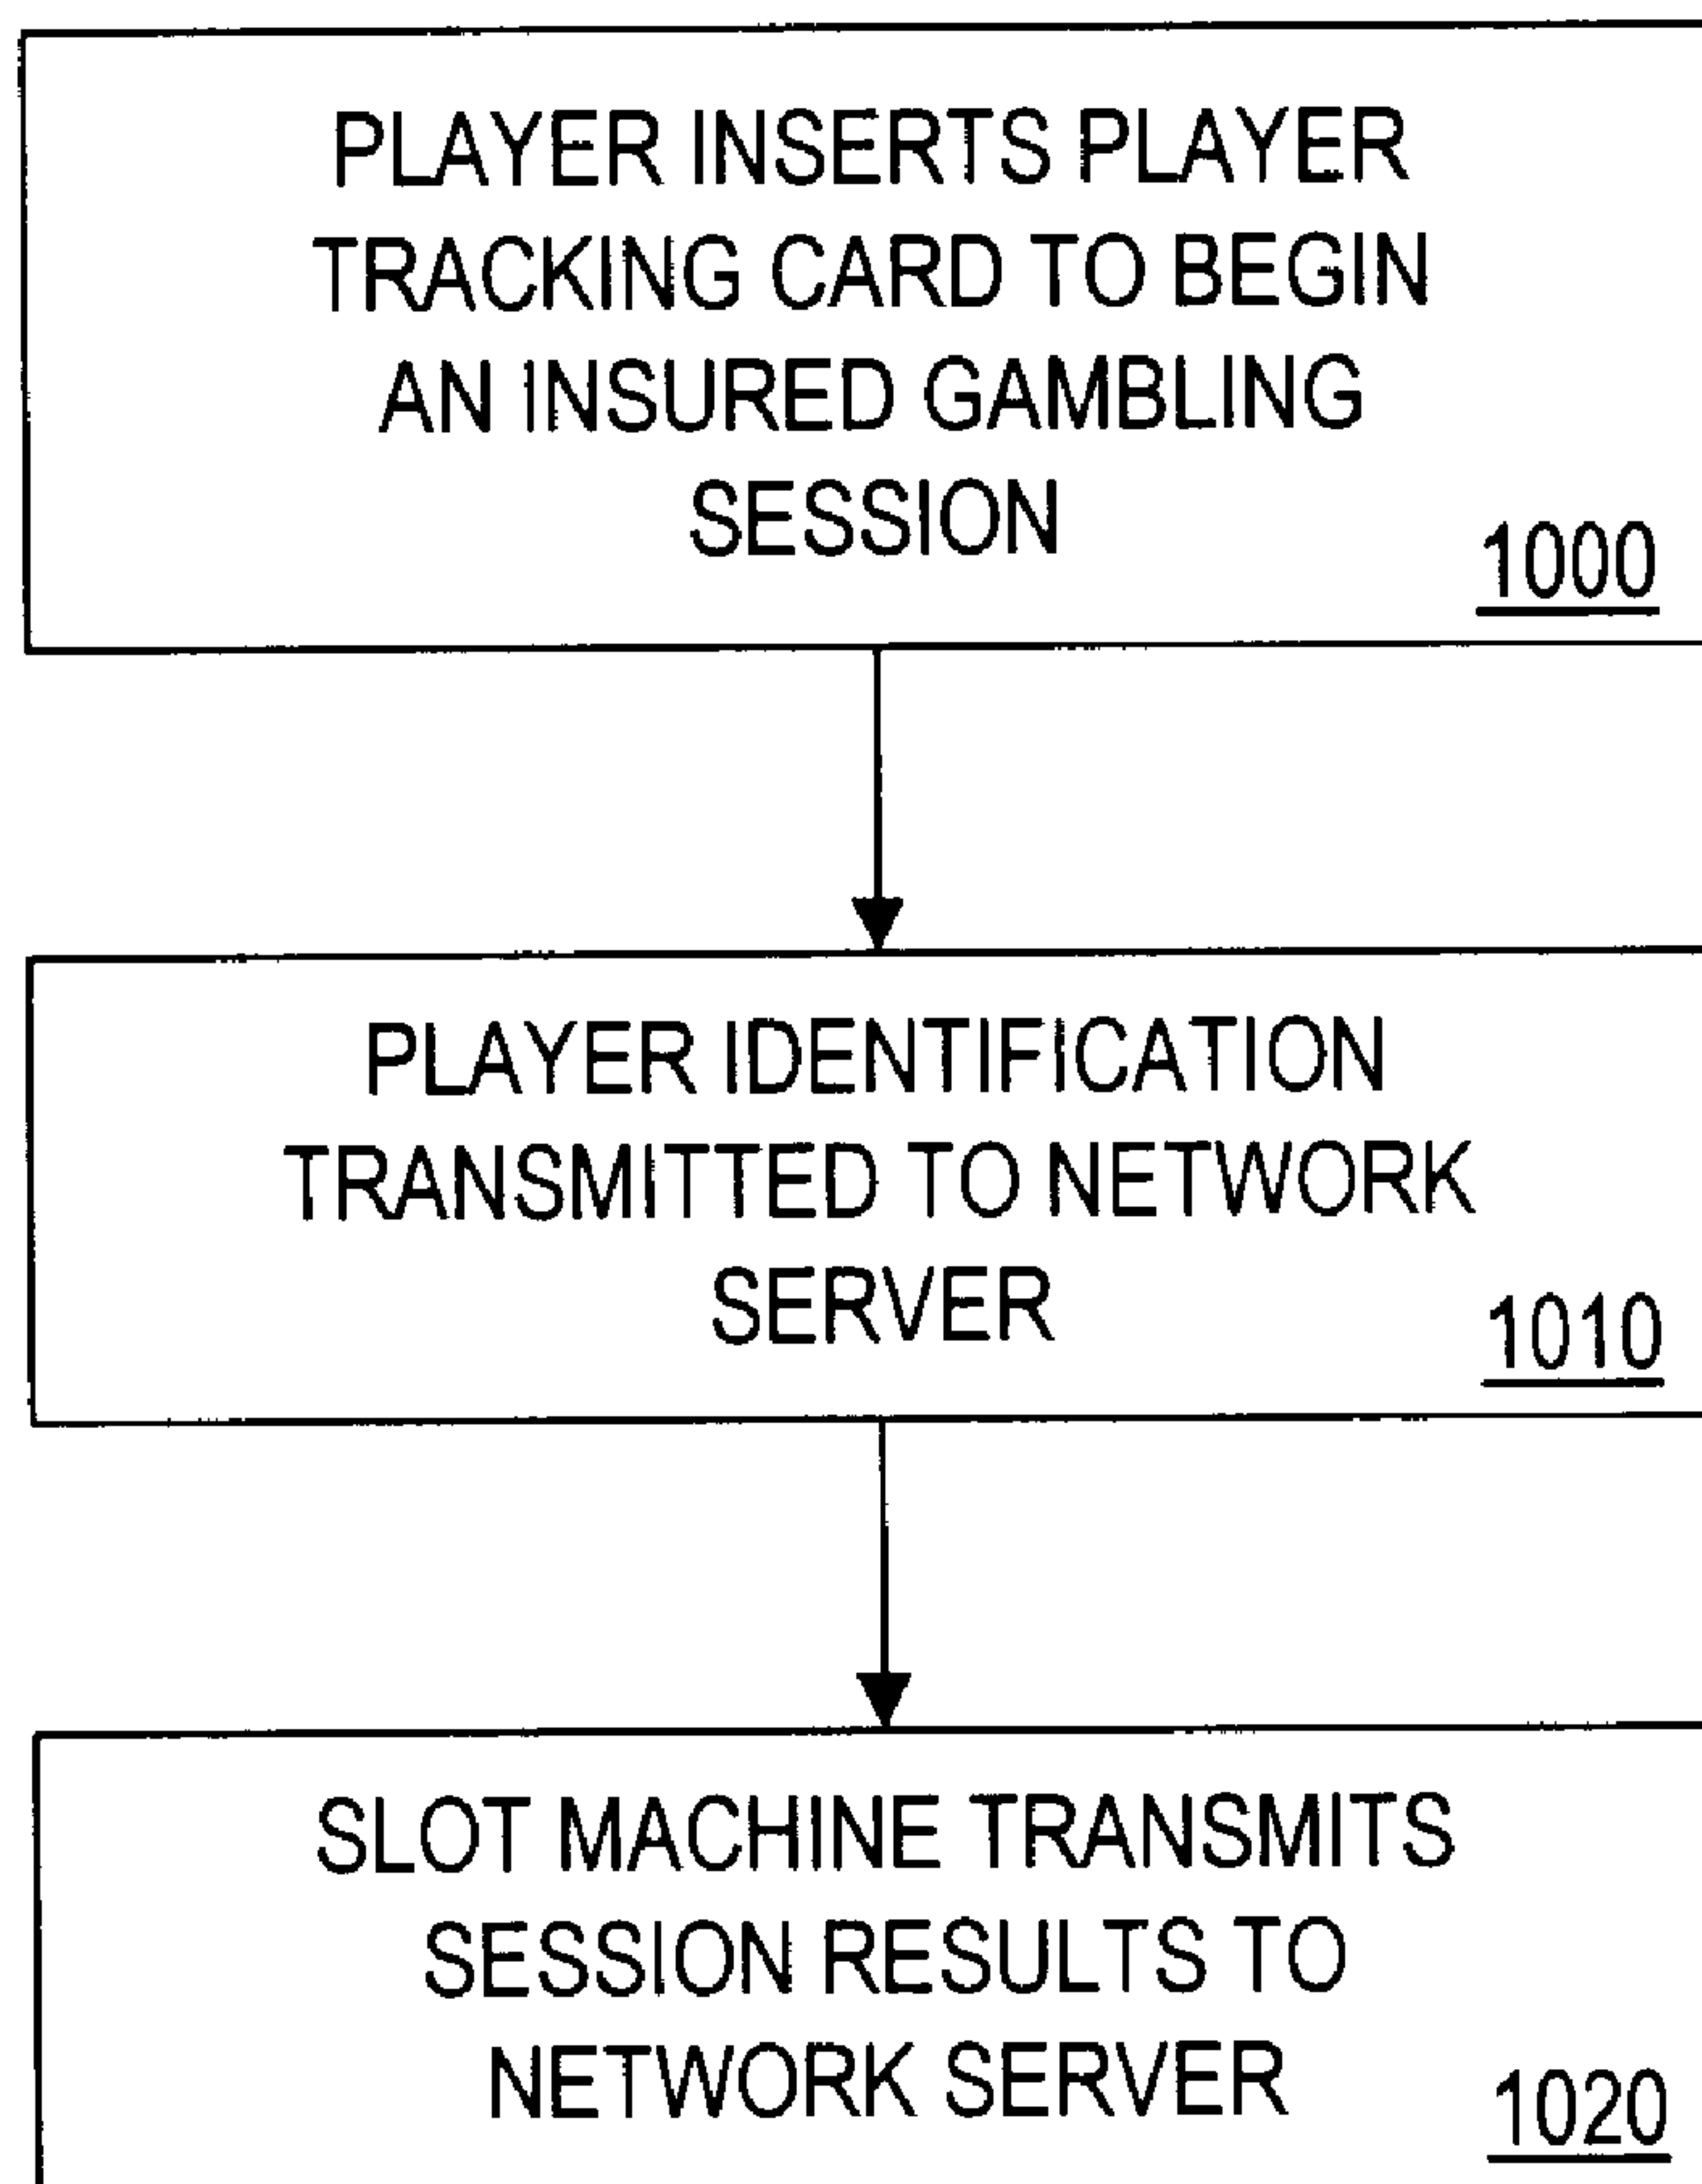 PLAYER INSERTS PLAYER
TRACKING CARD TO BEGIN
AN INSURED GAMBLING
SESSION
1000
PLAYER IDENTIFICATION
TRANSMITTED TO NETWORK
SERVER
1010
SLOT MACHINE TRANSMITS
SESSION RESULTS TO
NETWORK SERVER
1020